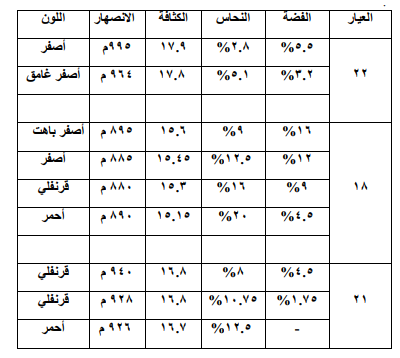 العيار الفضة النحاس الكثافة الانصهار اللون
٢٢ %٥.٥ %٢.٨ ١٧.٩ ٩٩٥م أصفر
%٣.٢ %٥.١ ١٧.٨ ٩٦٤ م أصفر غامق
١٨ %١٦ %٩ ١٥.٦ ٨٩٥ م أصفر باهت
%١٢ %١٢.٥ ١٥.٤٥ ٨٨٥ م أصفر
%٩ %١٦ ١٥.٣ ٨٨٠ م قرنفلي
%٤.٥ %٢٠ ١٥.١٥ ٨٩٠ م أحمر
٢١ %٤.٥ %٨ ١٦.٨ ٩٤٠ م قرنفلي
%١.٧٥ %١٠.٧٥ ١٦.٨ ٩٢٨ م قرنفلي
- %١٢.٥ ١٦.٧ ٩٢٦ م أحمر